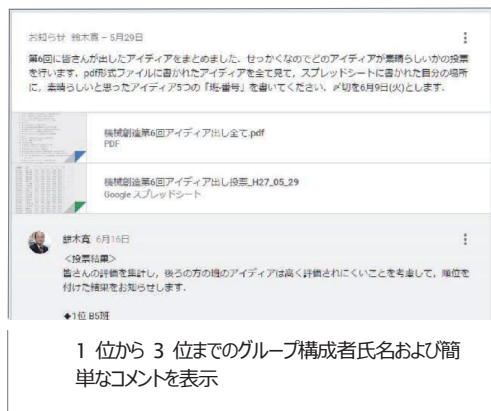 お知らせ 鈴木寛 – 5月29日
第6回に皆さんが出したアイディアをまとめました．せっかくなのでどのアイディアが素晴らしいかの投票
を行います．pdf形式ファイルに書かれたアイディアを全て見て，スプレッドシートに書かれた自分の場所
に，素晴らしいと思ったアイディア5つの「班-番号」を書いてください．〆切を6月9日(火)とします．
機械創造第6回アイディア出し全て.pdf
PDF
機械創造第6回アイディア出し投票_H27_05_29
Google スプレッドシート
鈴木寛 6月16日
＜投票結果＞
皆さんの評価を集計し，後ろの方の班のアイディアは高く評価されにくいことを考慮して，順位を
付けた結果をお知らせします．
◆1位 B5班
1 位から 3 位までのグループ構成者氏名および簡
単なコメントを表示